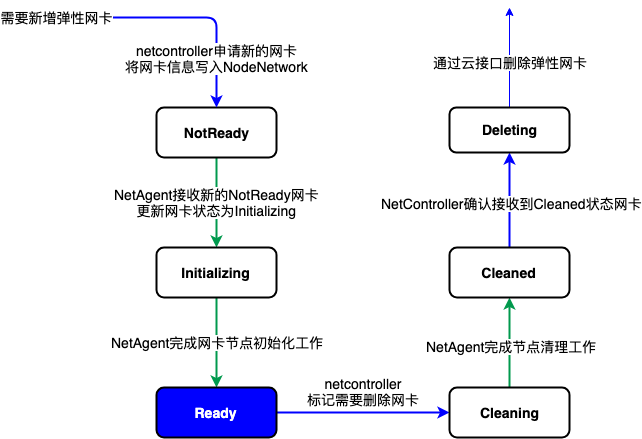 需要新增弹性网卡
netcontroller申请新的网卡
将网卡信息写入NodeNetwork
NotReady
NetAgent接收新的NotReady网卡
更新网卡状态为Initializing
Initializing
NetAgent完成网卡节点初始化工作
Ready
netcontroller
标记需要删除网卡
Cleaning
NetAgent完成节点清理工作
Cleaned
NetController确认接收到Cleaned状态网卡
Deleting
通过云接口删除弹性网卡